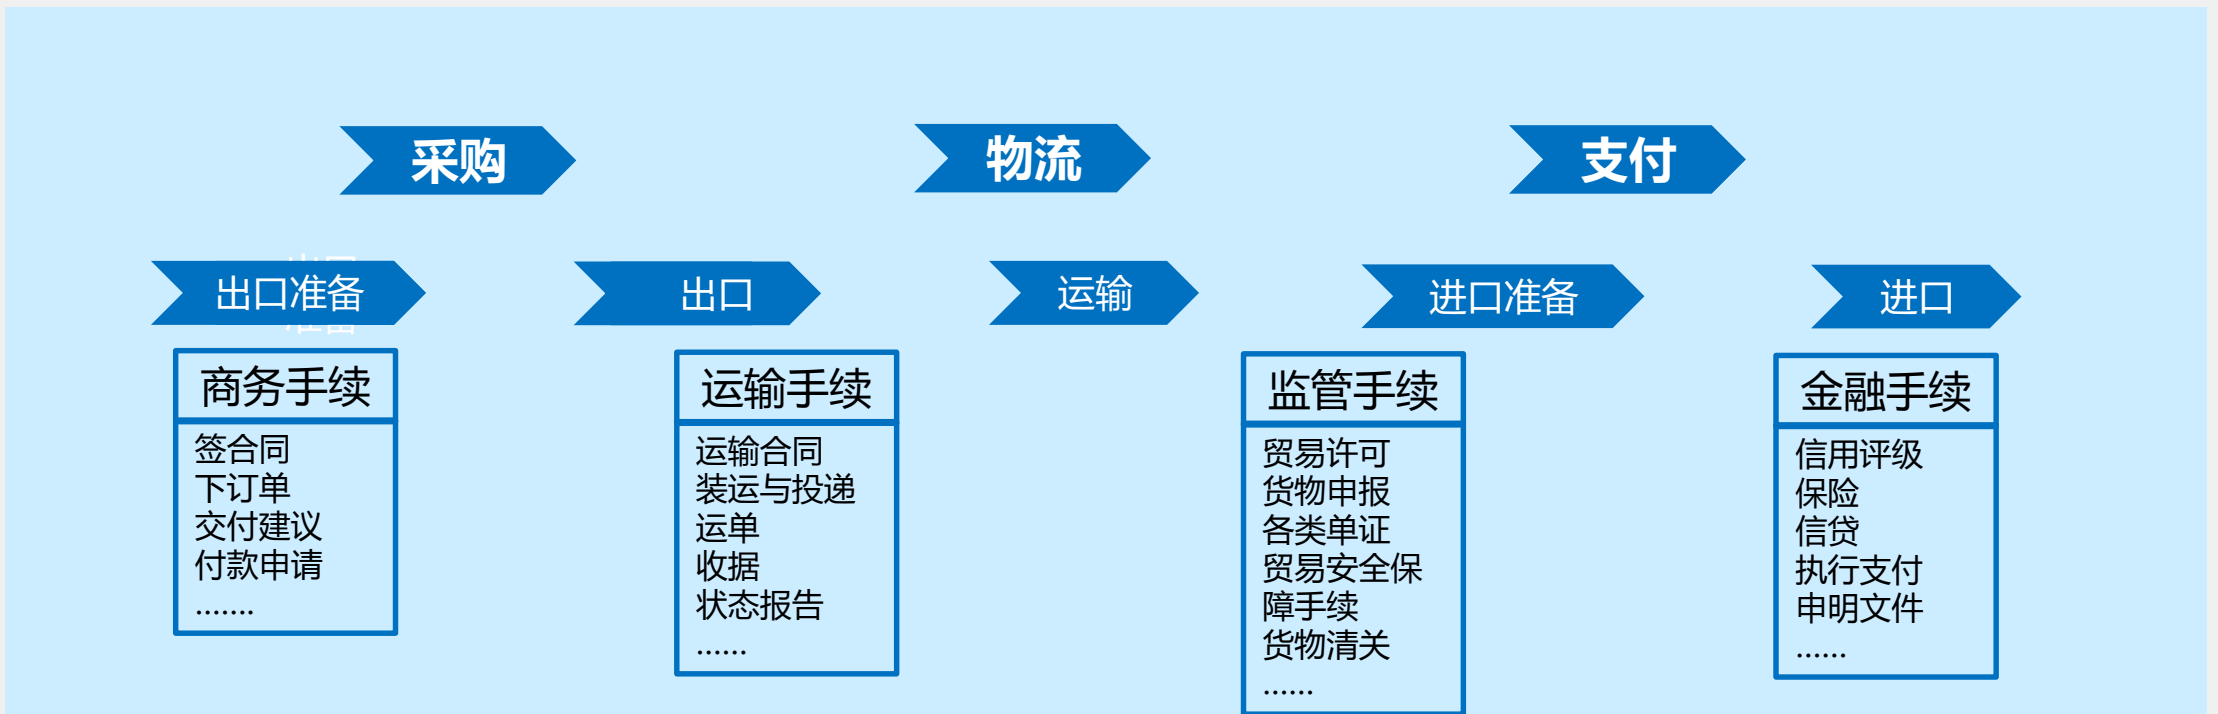 采购
物流
支付
出口准备
出口
运输
进口准备
进口
商务手续
签合同
下订单
交付建议
付款申请
.......
运输手续
运输合同
装运与投递
运单
收据
状态报告
......
监管手续
贸易许可
货物申报
各类单证
贸易安全保
障手续
货物清关
......
金融手续
信用评级
保险
信贷
执行支付
申明文件
......